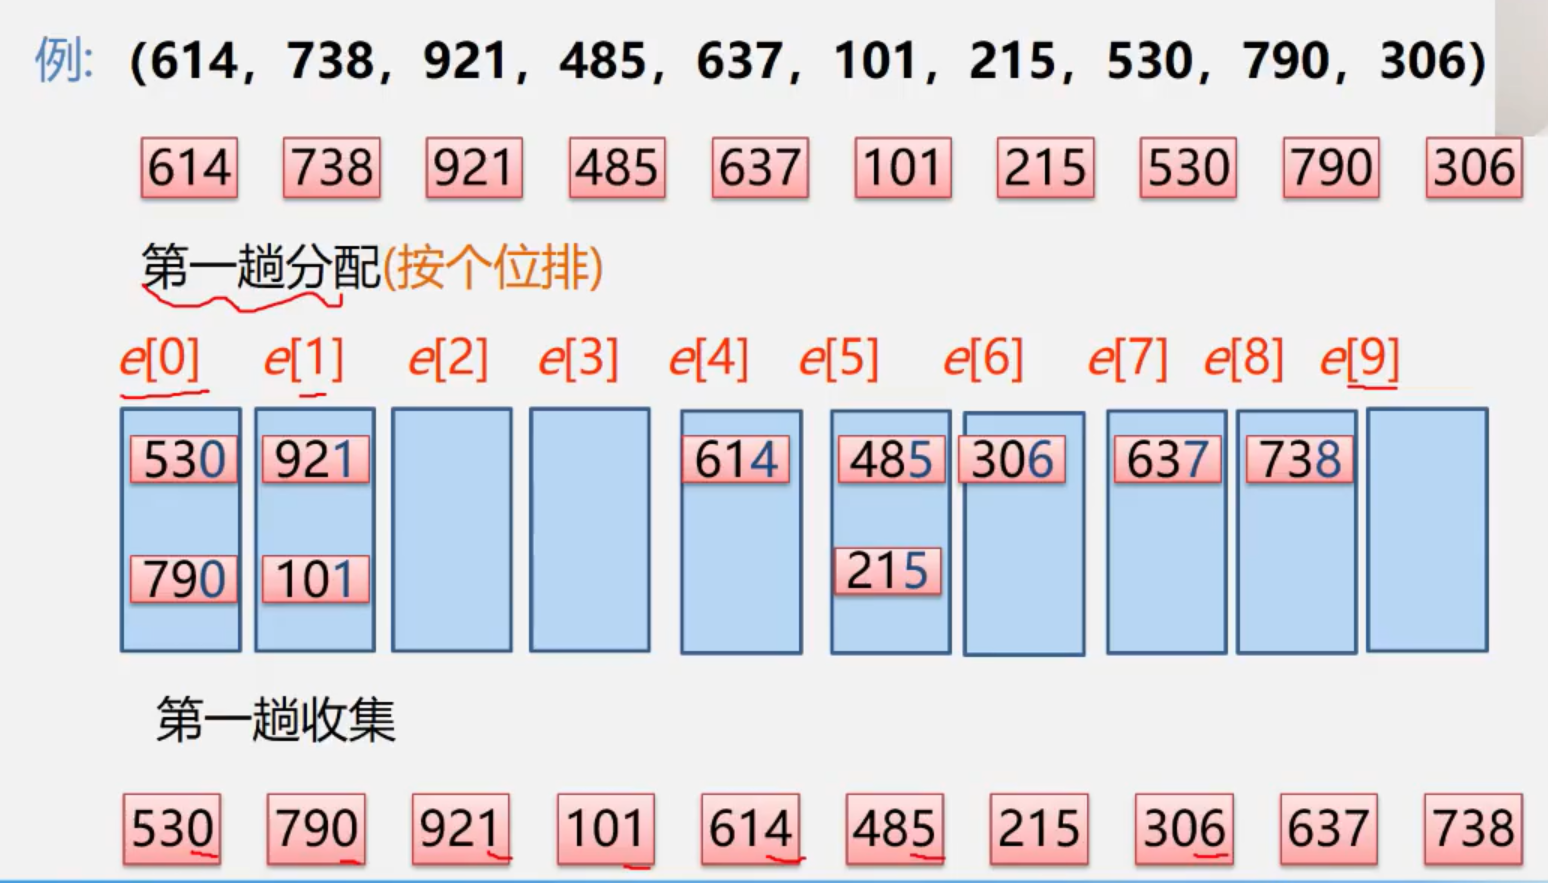 例: (614, 738, 921, 485, 637, 101, 215, 530, 790, 306)
614 738 921 485 637 101 215 530 790 306
第一趟分配(按个位排)
e[0] e[1] e[2] e[3] e[4] e[5] e[6] e[7] e[8] e[9]
530 921 614 485 306 637 738
790 101 215
第一趟收集
530 790 921 101 614 485 215 306 637 738